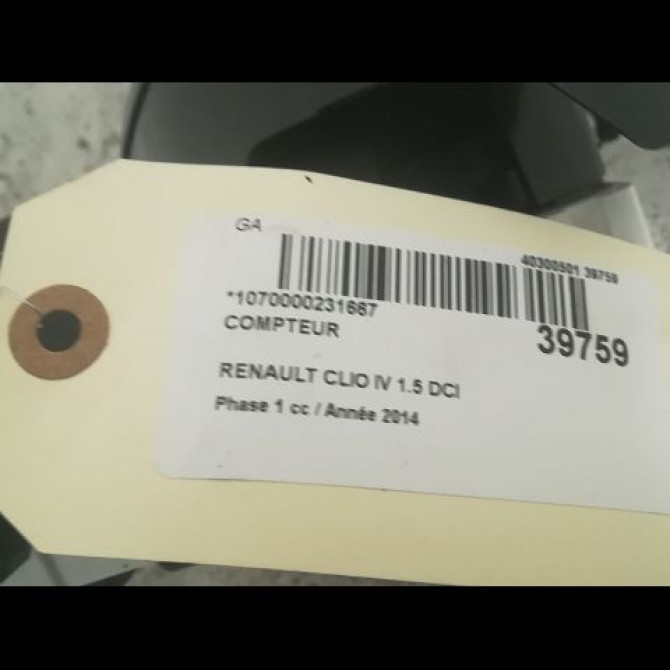 GA
40300501 39759
*1070000231667
COMPTEUR
39759
RENAULT CLIO IV 1.5 DCI
Phase 1 cc / Année 2014